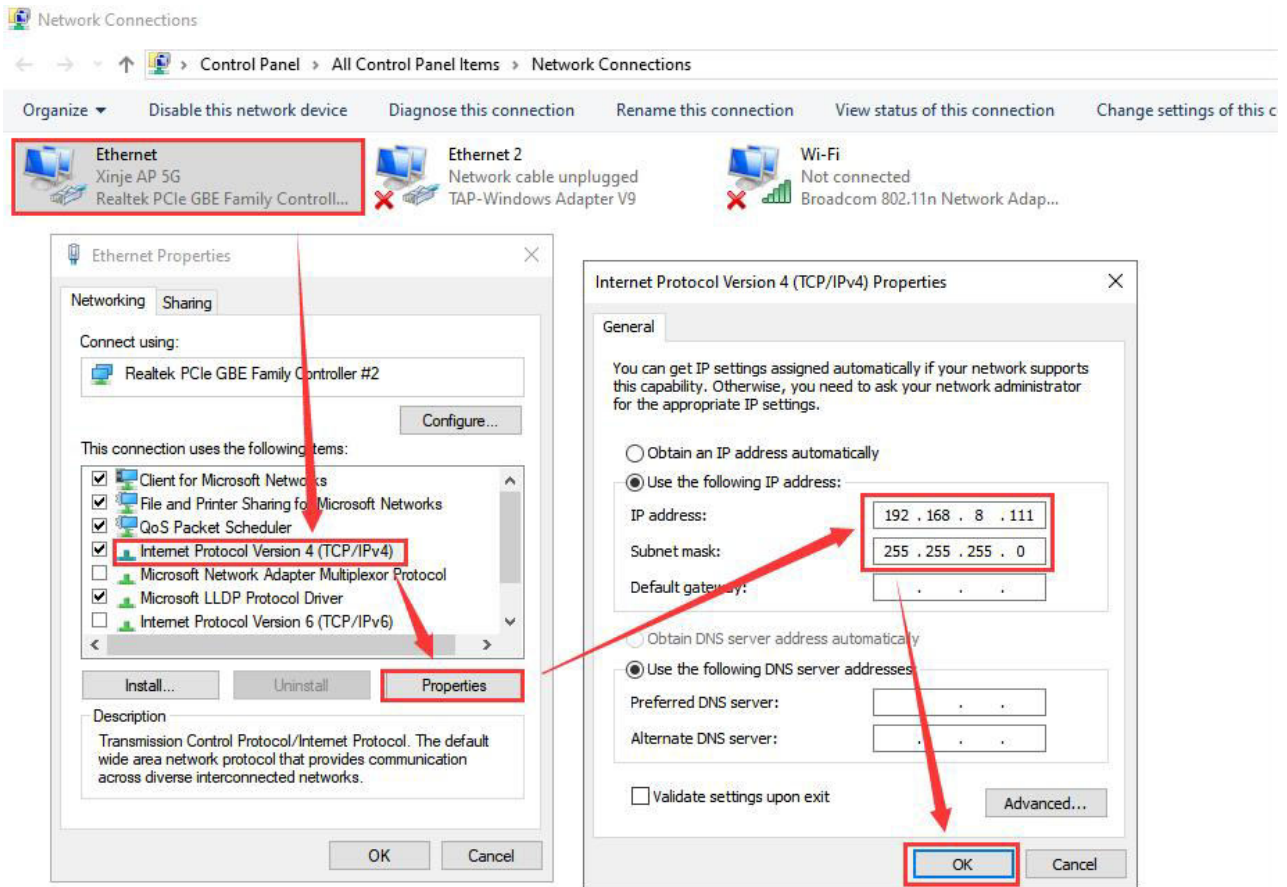 Network Connections
Control Panel > All Control Panel Items > Network Connections
Organize Disable this network device Diagnose this connection Rename this connection View status of this connection Change settings of this c
Ethernet
Xinje AP 5G
Realtek PCIe GBE Family Controll...
Ethernet 2
Network cable unplugged
TAP-Windows Adapter V9
Wi-Fi
Not connected
Broadcom 802.11n Network Adap...
Ethernet Properties
Networking Sharing
Connect using:
Realtek PCIe GBE Family Controller #2
Configure...
This connection uses the following items:
Client for Microsoft Networks
File and Printer Sharing for Microsoft Networks
QoS Packet Scheduler
Internet Protocol Version 4 (TCP/IPv4)
Microsoft Network Adapter Multiplexor Protocol
Microsoft LLDP Protocol Driver
Internet Protocol Version 6 (TCP/IPv6)
Install... Uninstall Properties
Description
Transmission Control Protocol/Internet Protocol. The default
wide area network protocol that provides communication
across diverse interconnected networks.
OK Cancel
Internet Protocol Version 4 (TCP/IPv4) Properties
General
You can get IP settings assigned automatically if your network supports
this capability. Otherwise, you need to ask your network administrator
for the appropriate IP settings.
Obtain an IP address automatically
Use the following IP address:
IP address: 192 . 168 . 8 . 111
Subnet mask: 255 . 255 . 255 . 0
Default gateway: . . .
Obtain DNS server address automatically
Use the following DNS server addresses:
Preferred DNS server: . . .
Alternate DNS server: . . .
Validate settings upon exit
Advanced...
OK Cancel